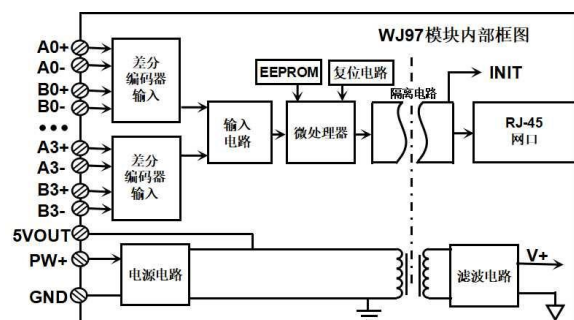 WJ97模块内部框图
A0+
A0-
B0+
B0-
A3+
A3-
B3+
B3-
5VOUT
PW+
GND
差分
编码器
输入
差分
编码器
输入
输入
电路
EEPROM
复位电路
微处理器
隔离电路
INIT
RJ-45
网口
电源电路
滤波电路
V+